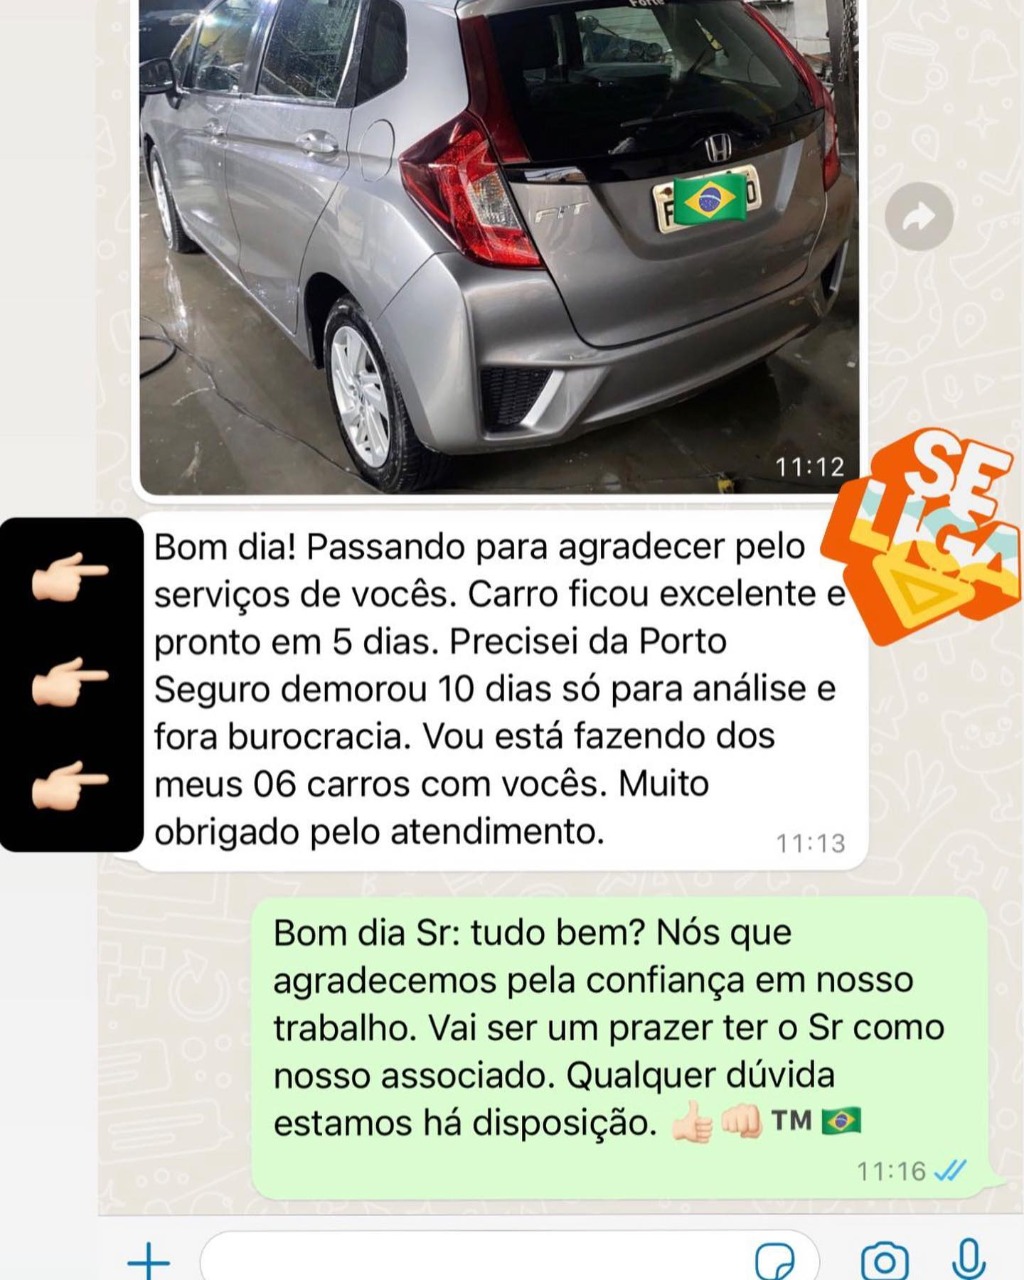 Forte
FIT
11:12
SE
LIGA
Bom dia! Passando para agradecer pelo
serviços de vocês. Carro ficou excelente e
pronto em 5 dias. Precisei da Porto
Seguro demorou 10 dias só para análise e
fora burocracia. Vou está fazendo dos
meus 06 carros com vocês. Muito
obrigado pelo atendimento.
11:13
Bom dia Sr: tudo bem? Nós que
agradecemos pela confiança em nosso
trabalho. Vai ser um prazer ter o Sr como
nosso associado. Qualquer dúvida
estamos há disposição. 👍🏻👊🏻™️🇧🇷
11:16